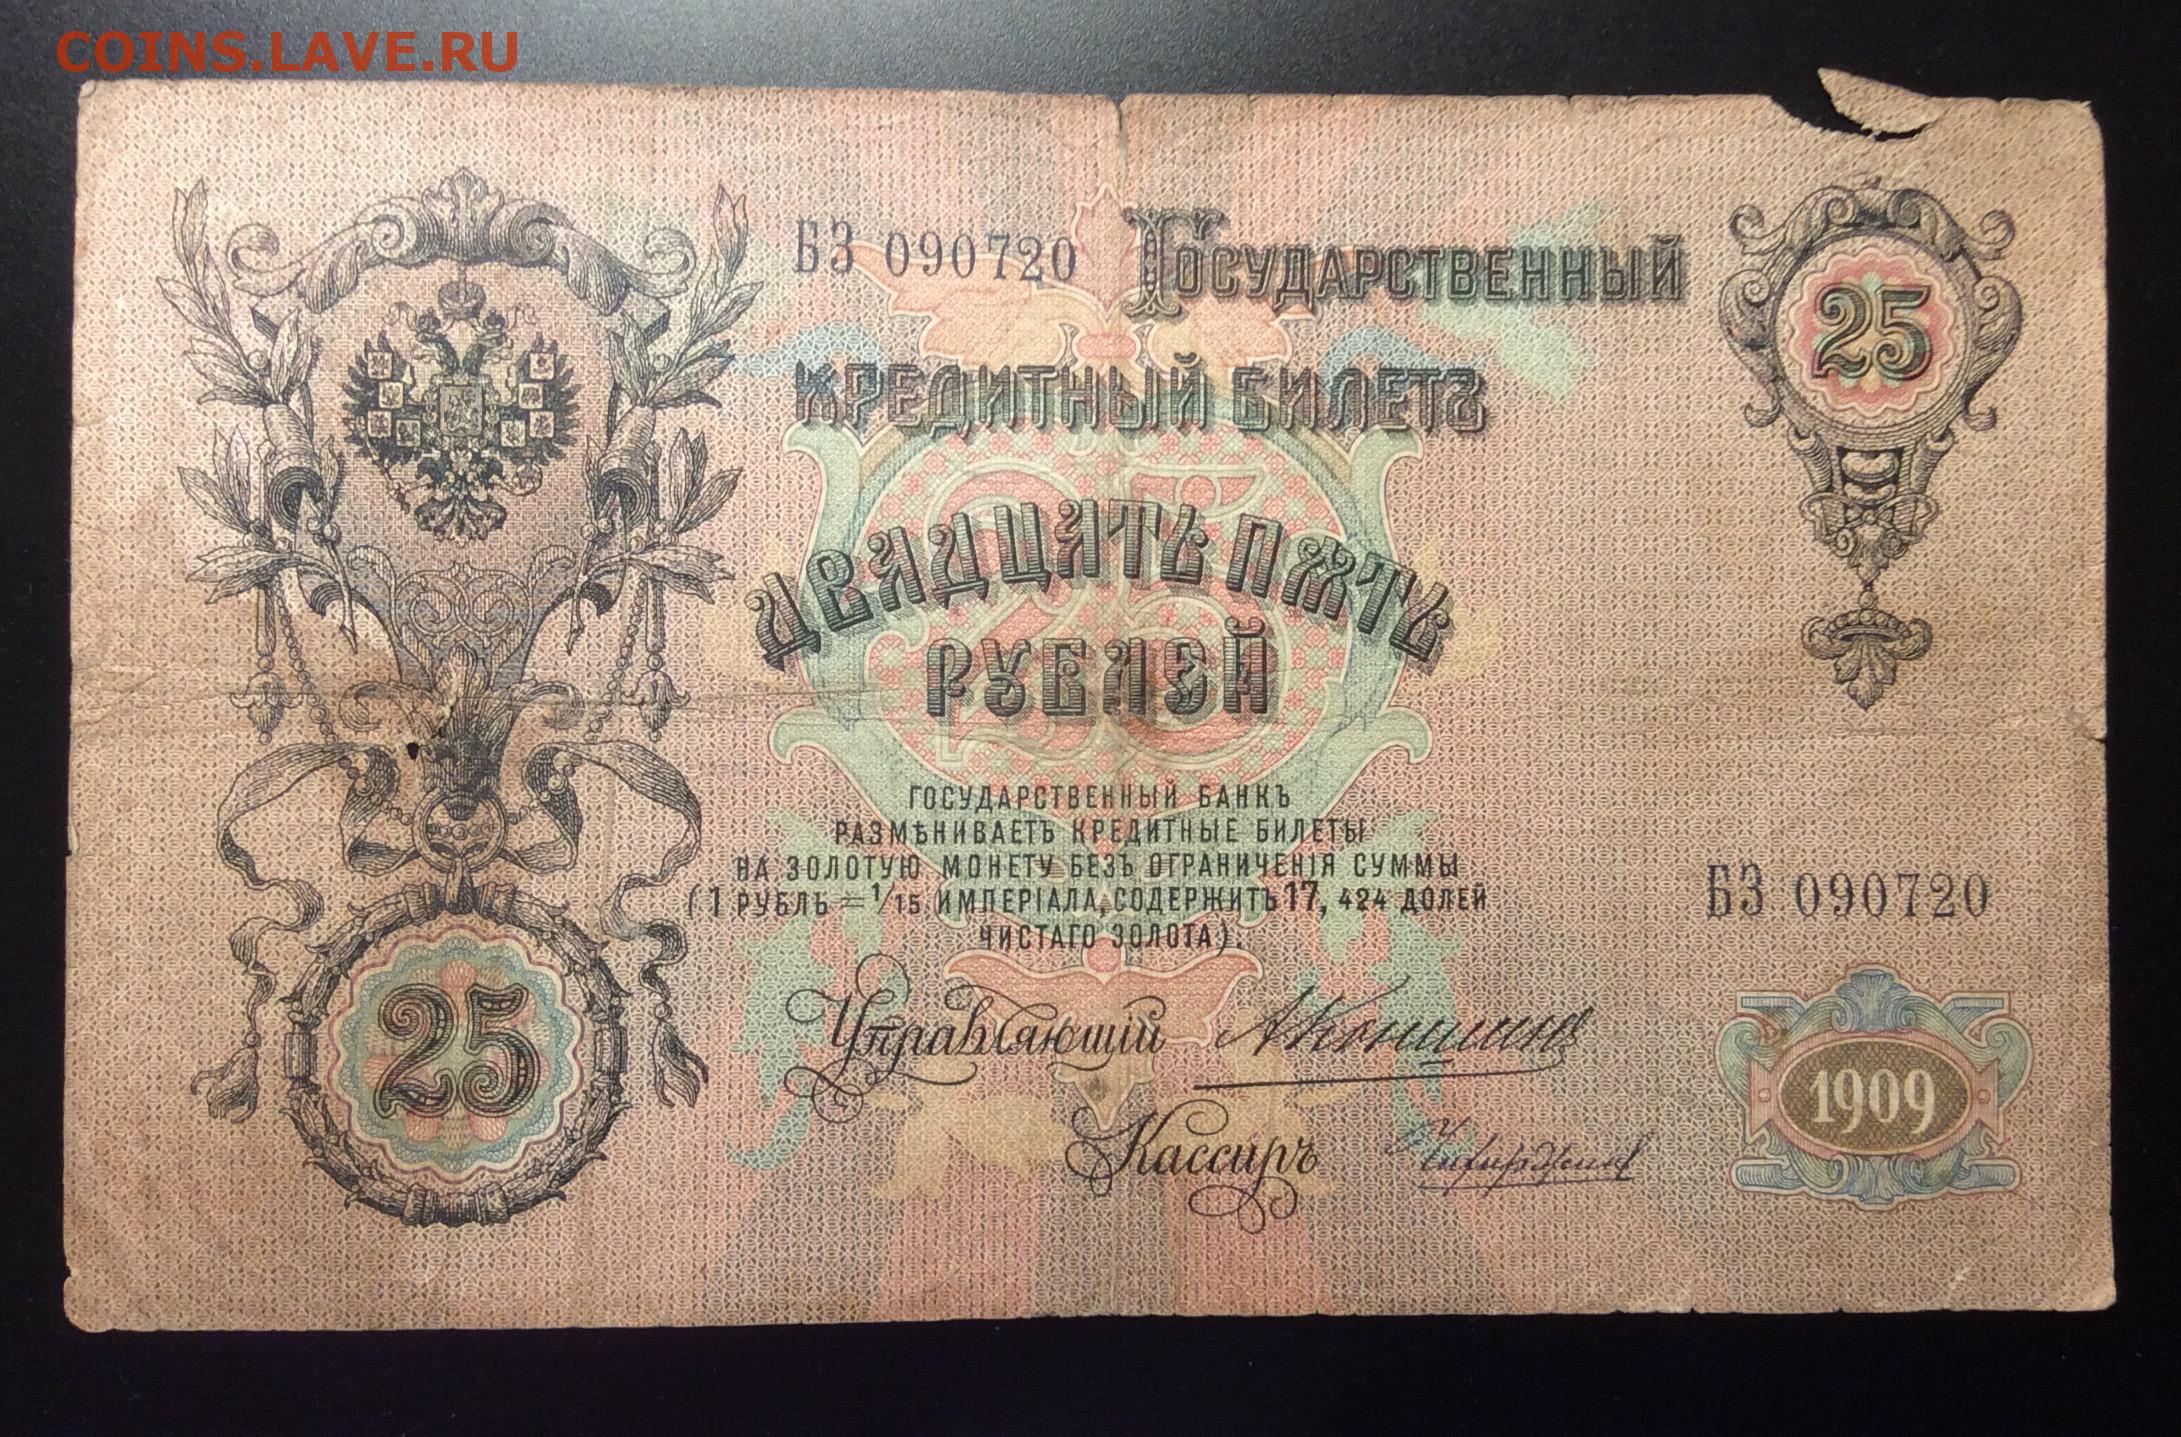 COINS.LAVE.RU
БЗ 090720
ГОСУДАРСТВЕННЫЙ
25
КРЕДИТНЫЙ БИЛЕТЪ
25
ДВАДЦАТЬ ПЯТЬ
РУБЛЕЙ
ГОСУДАРСТВЕННЫЙ БАНКЪ
РАЗМѢНИВАЕТЪ КРЕДИТНЫЕ БИЛЕТЫ
НА ЗОЛОТУЮ МОНЕТУ БЕЗЪ ОГРАНИЧЕНІЯ СУММЫ
(1 РУБЛЬ = 1/15 ИМПЕРІАЛА, СОДЕРЖИТЪ 17, 424 ДОЛЕЙ
ЧИСТАГО ЗОЛОТА).
БЗ 090720
25
Управляющій АКоншинъ
1909
Кассиръ